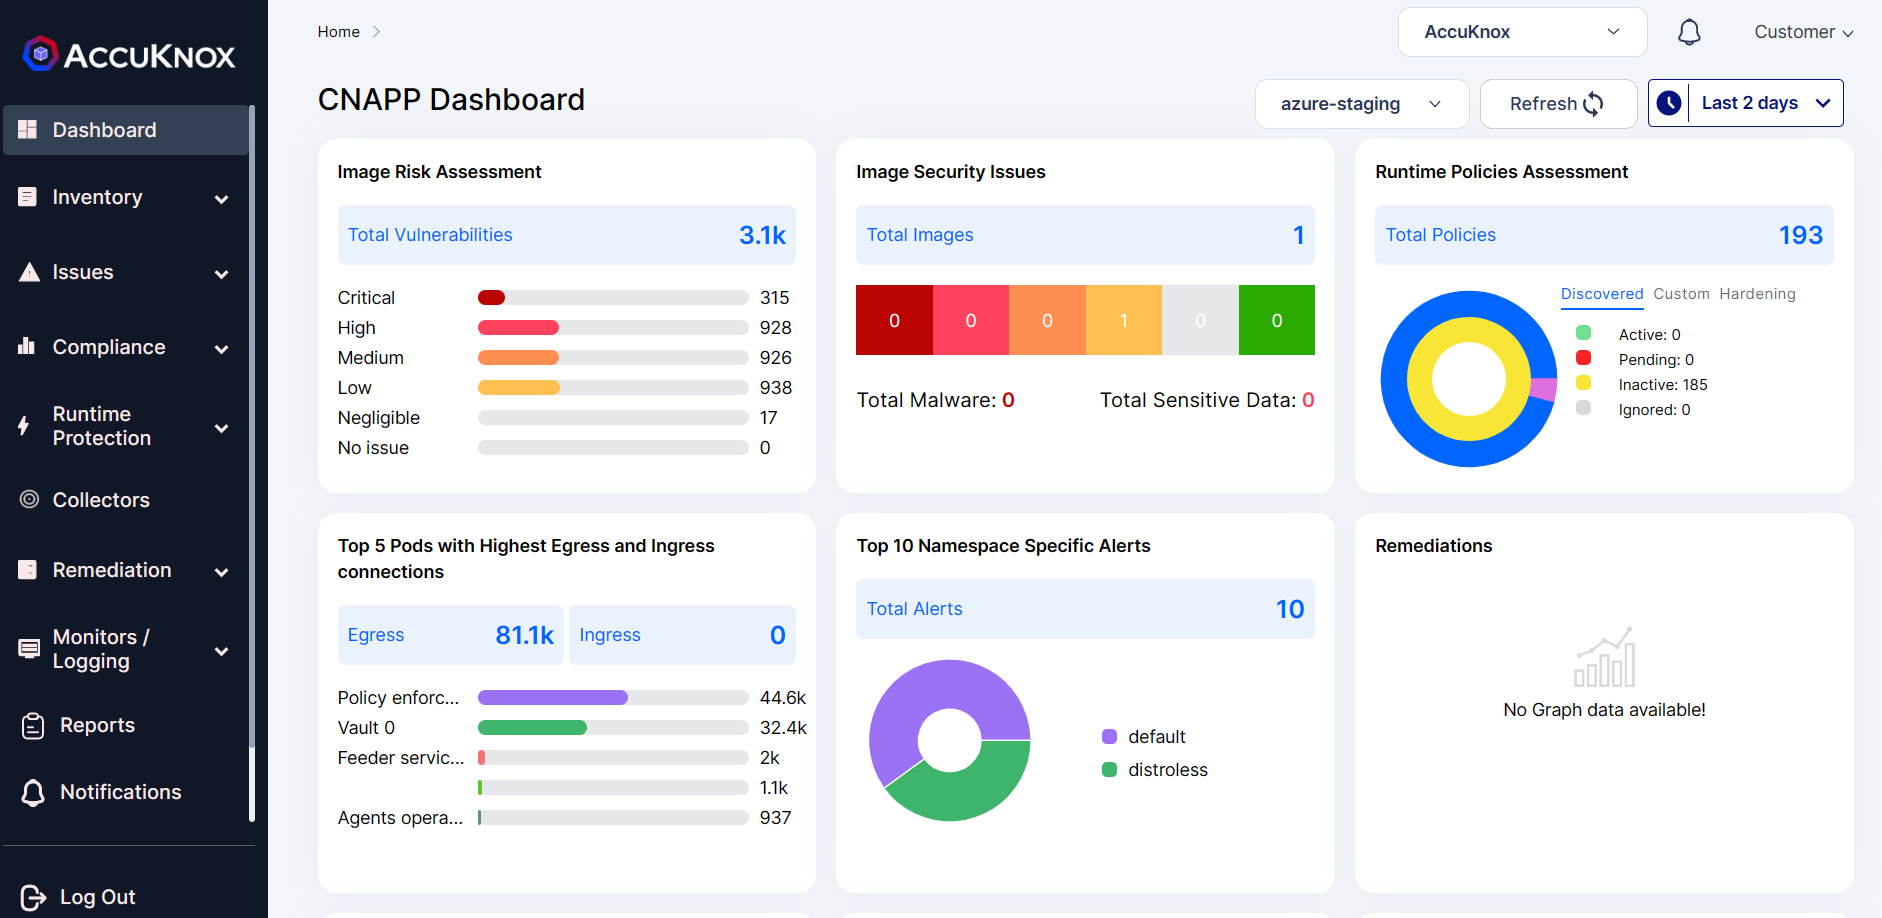 ACCUKNOX
Dashboard
Inventory
Issues
Compliance
Runtime
Protection
Collectors
Remediation
Monitors /
Logging
Reports
Notifications
Log Out
Home
AccuKnox
Customer
CNAPP Dashboard
azure-staging
Refresh
Last 2 days
Image Risk Assessment
Total Vulnerabilities 3.1k
Critical 315
High 928
Medium 926
Low 938
Negligible 17
No issue 0
Image Security Issues
Total Images 1
0 0 0 1 0 0
Total Malware: 0 Total Sensitive Data: 0
Runtime Policies Assessment
Total Policies 193
Discovered Custom Hardening
Active: 0
Pending: 0
Inactive: 185
Ignored: 0
Top 5 Pods with Highest Egress and Ingress
connections
Egress 81.1k Ingress 0
Policy enforc... 44.6k
Vault 0 32.4k
Feeder servic... 2k
1.1k
Agents opera... 937
Top 10 Namespace Specific Alerts
Total Alerts 10
default
distroless
Remediations
No Graph data available!